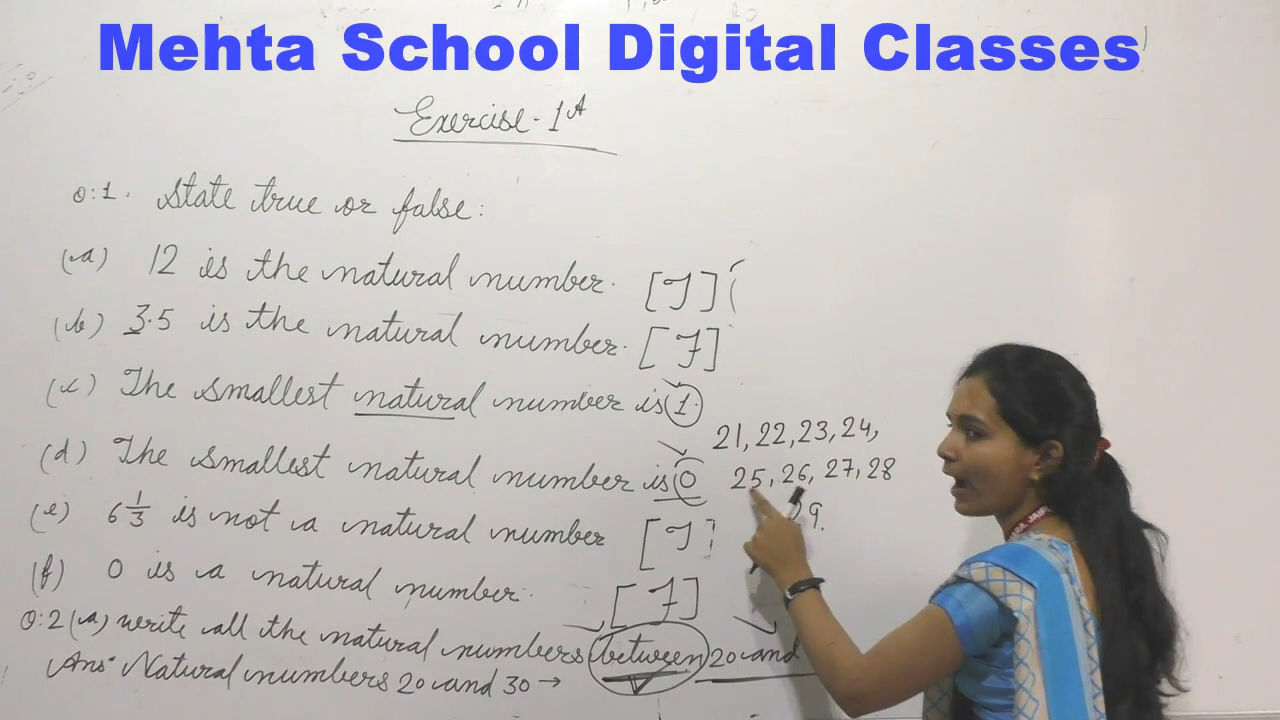 Mehta School Digital Classes
Exercise-1A
Q:1. State true or false:
(a) 12 is the natural number. [T]
(b) 3.5 is the natural number. [F]
(c) The smallest natural number is 1.
(d) The smallest natural number is 0
21, 22, 23, 24,
25, 26, 27, 28
29.
(e) 6 1/3 is not a natural number [T]
(f) 0 is a natural number. [F]
Q:2 (a) write all the natural numbers between 20 and
Ans: Natural numbers 20 and 30 →